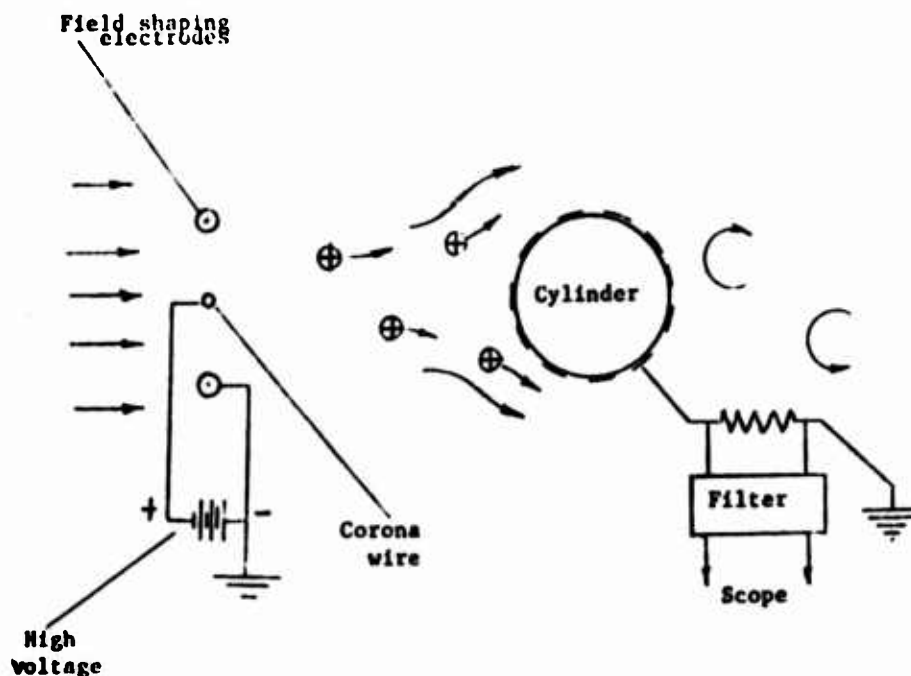 Field shaping
electrodes
Cylinder
+
-
Corona
wire
High
Voltage
Filter
Scope